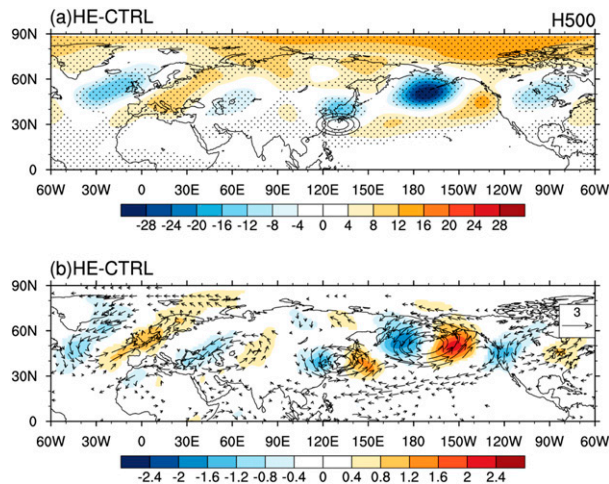 (a)HE-CTRL H500
90N
60N
30N
0
60W 30W 0 30E 60E 90E 120E 150E 180W 150W 120W 90W 60W
-28 -24 -20 -16 -12 -8 -4 0 4 8 12 16 20 24 28
(b)HE-CTRL
90N
3
60N
30N
0
60W 30W 0 30E 60E 90E 120E 150E 180W 150W 120W 90W 60W
-2.4 -2 -1.6 -1.2 -0.8 -0.4 0 0.4 0.8 1.2 1.6 2 2.4